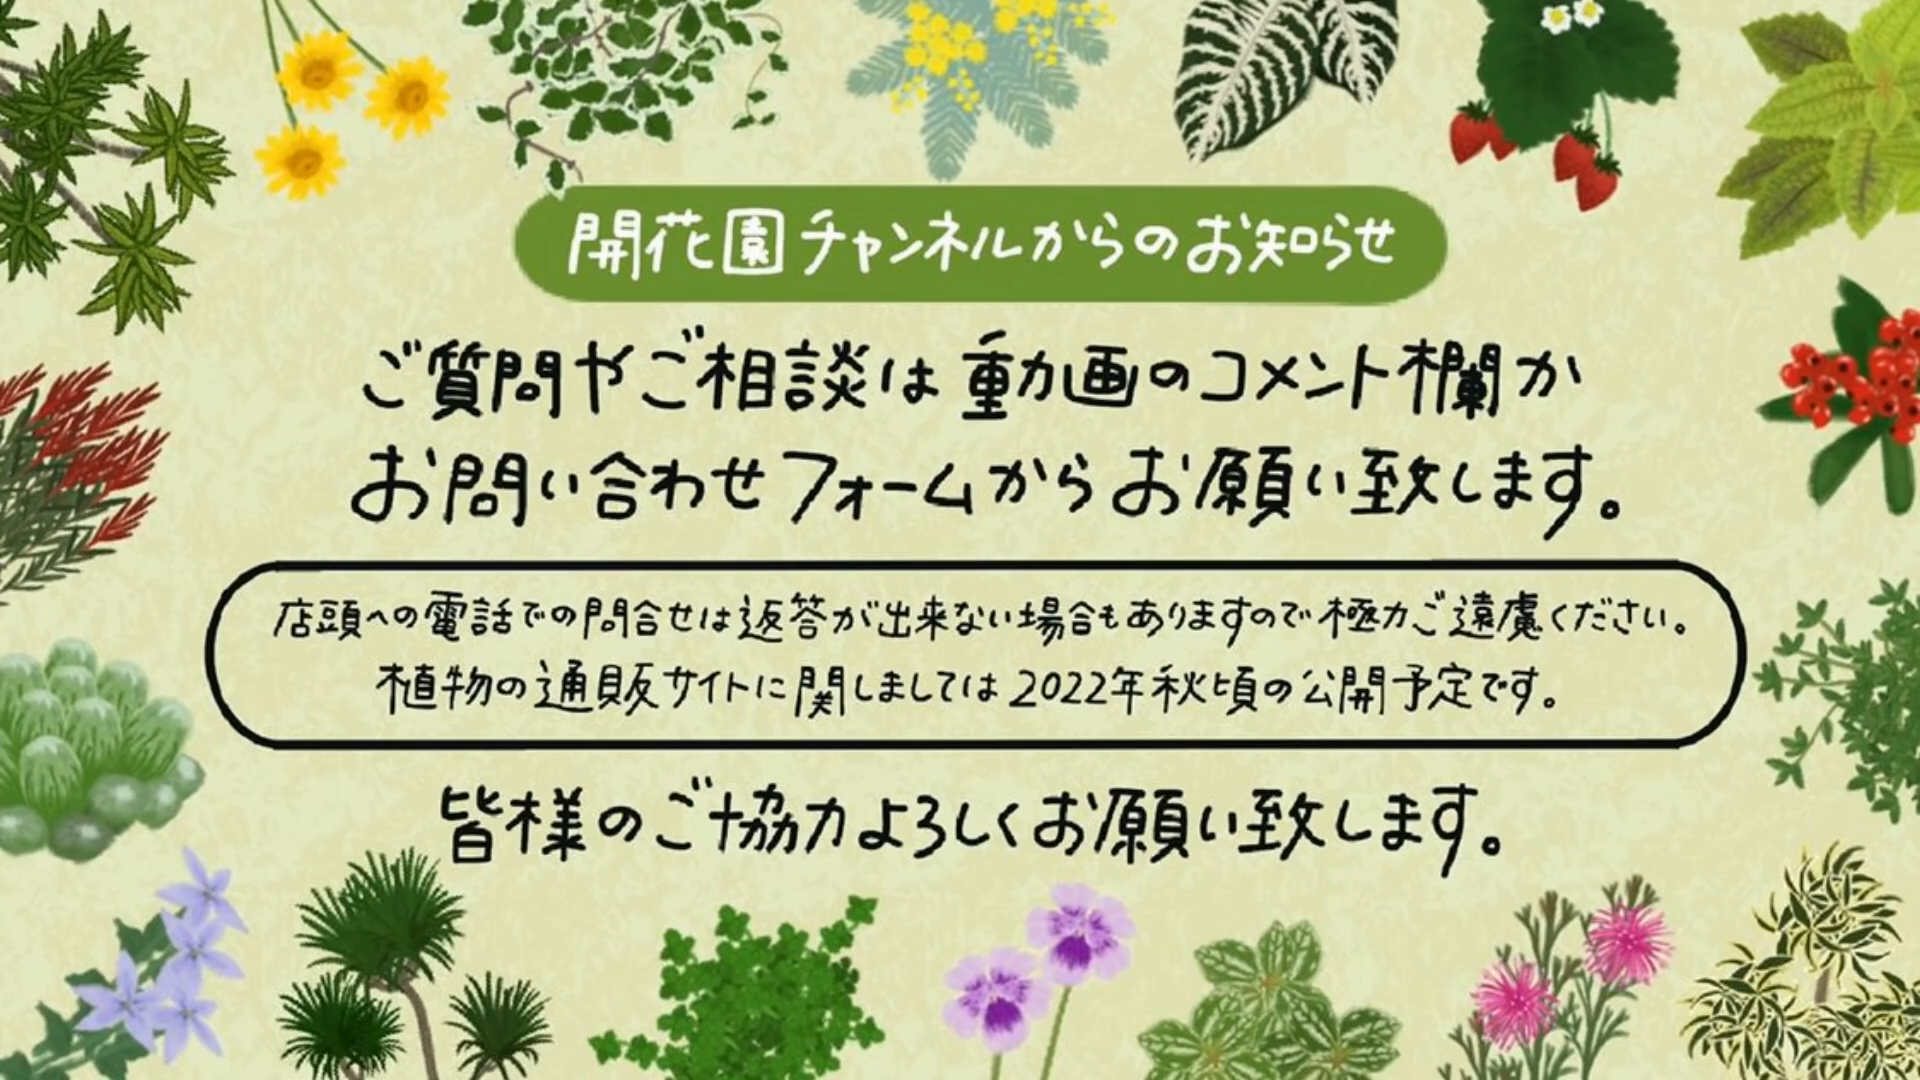 開花園チャンネルからのお知らせ
ご質問やご相談は動画のコメント欄か
お問い合わせフォームからお願い致します。
店頭への電話での問合せは返答が出来ない場合もありますので極力ご遠慮ください。
植物の通販サイトに関しましては2022年秋頃の公開予定です。
皆様のご協力よろしくお願い致します。